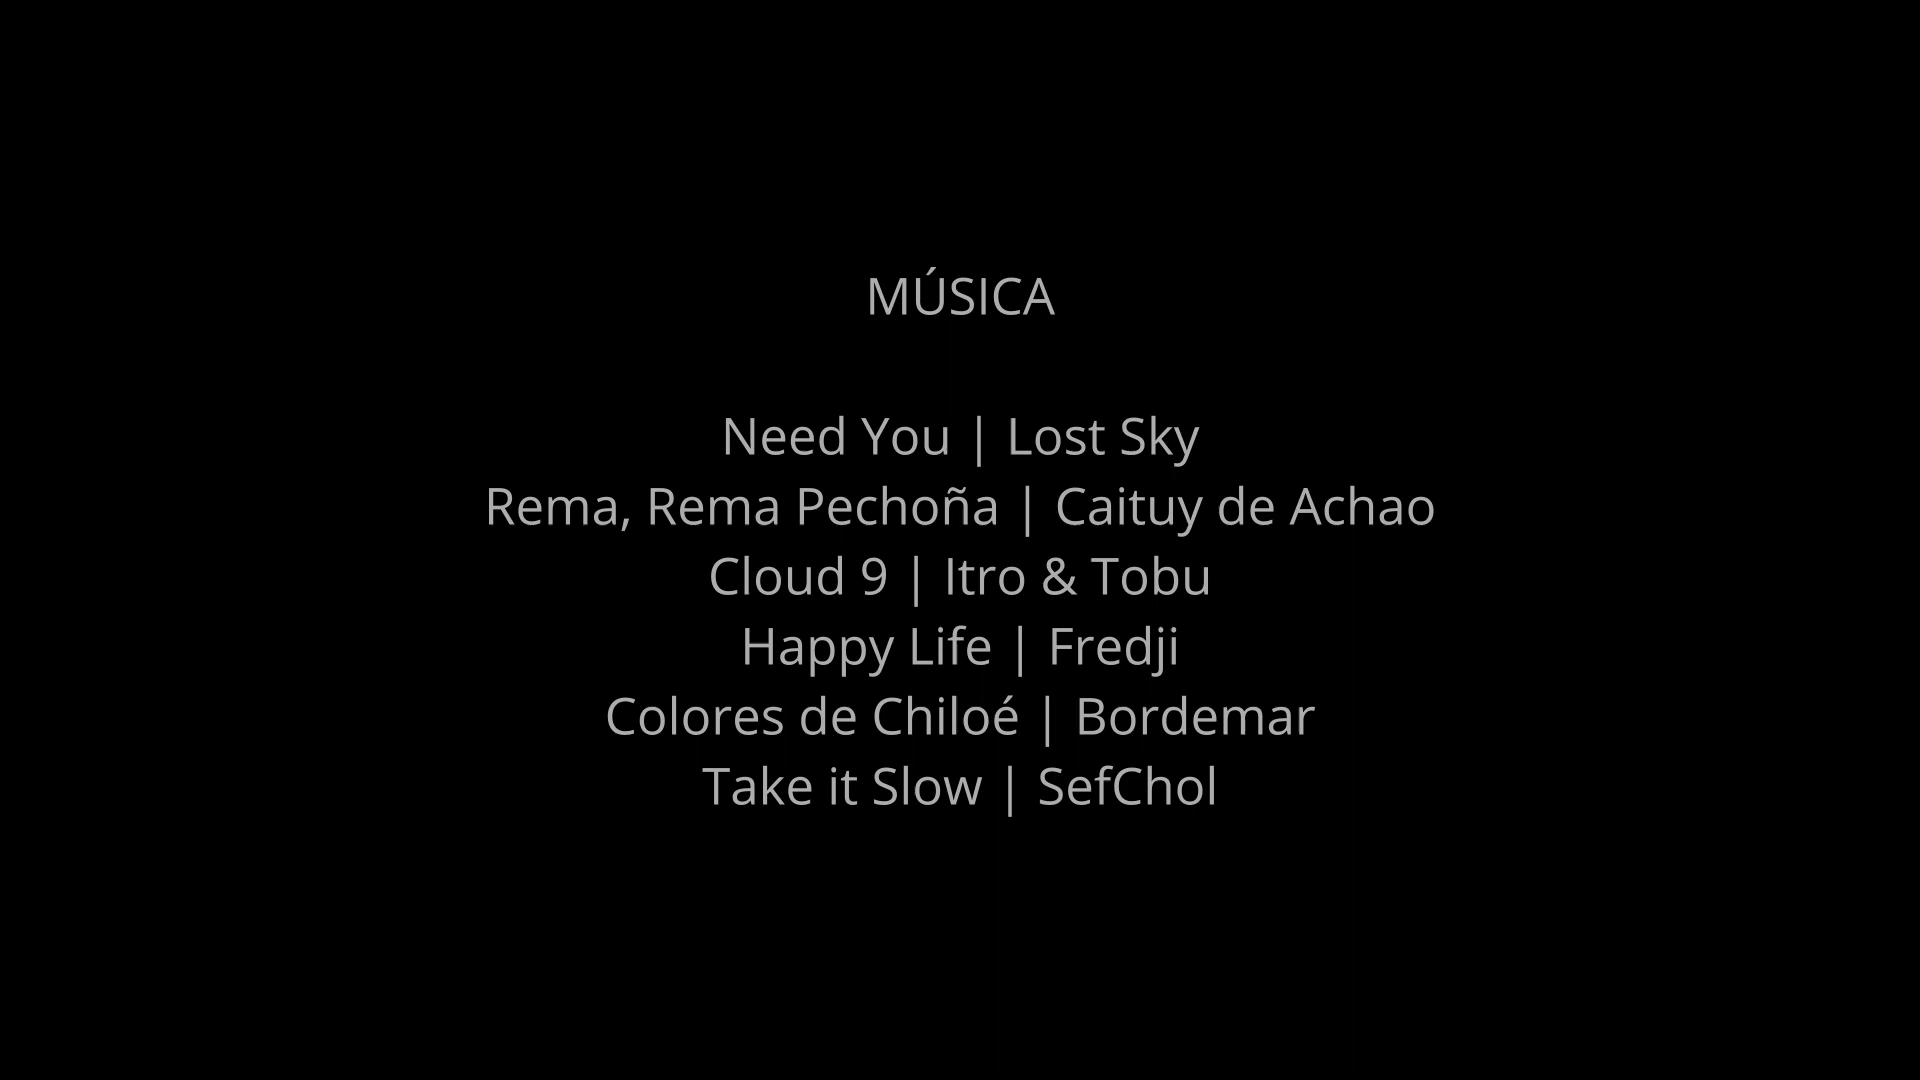 MÚSICA
Need You | Lost Sky
Rema, Rema Pechoña | Caituy de Achao
Cloud 9 | Itro & Tobu
Happy Life | Fredji
Colores de Chiloé | Bordemar
Take it Slow | SefChol